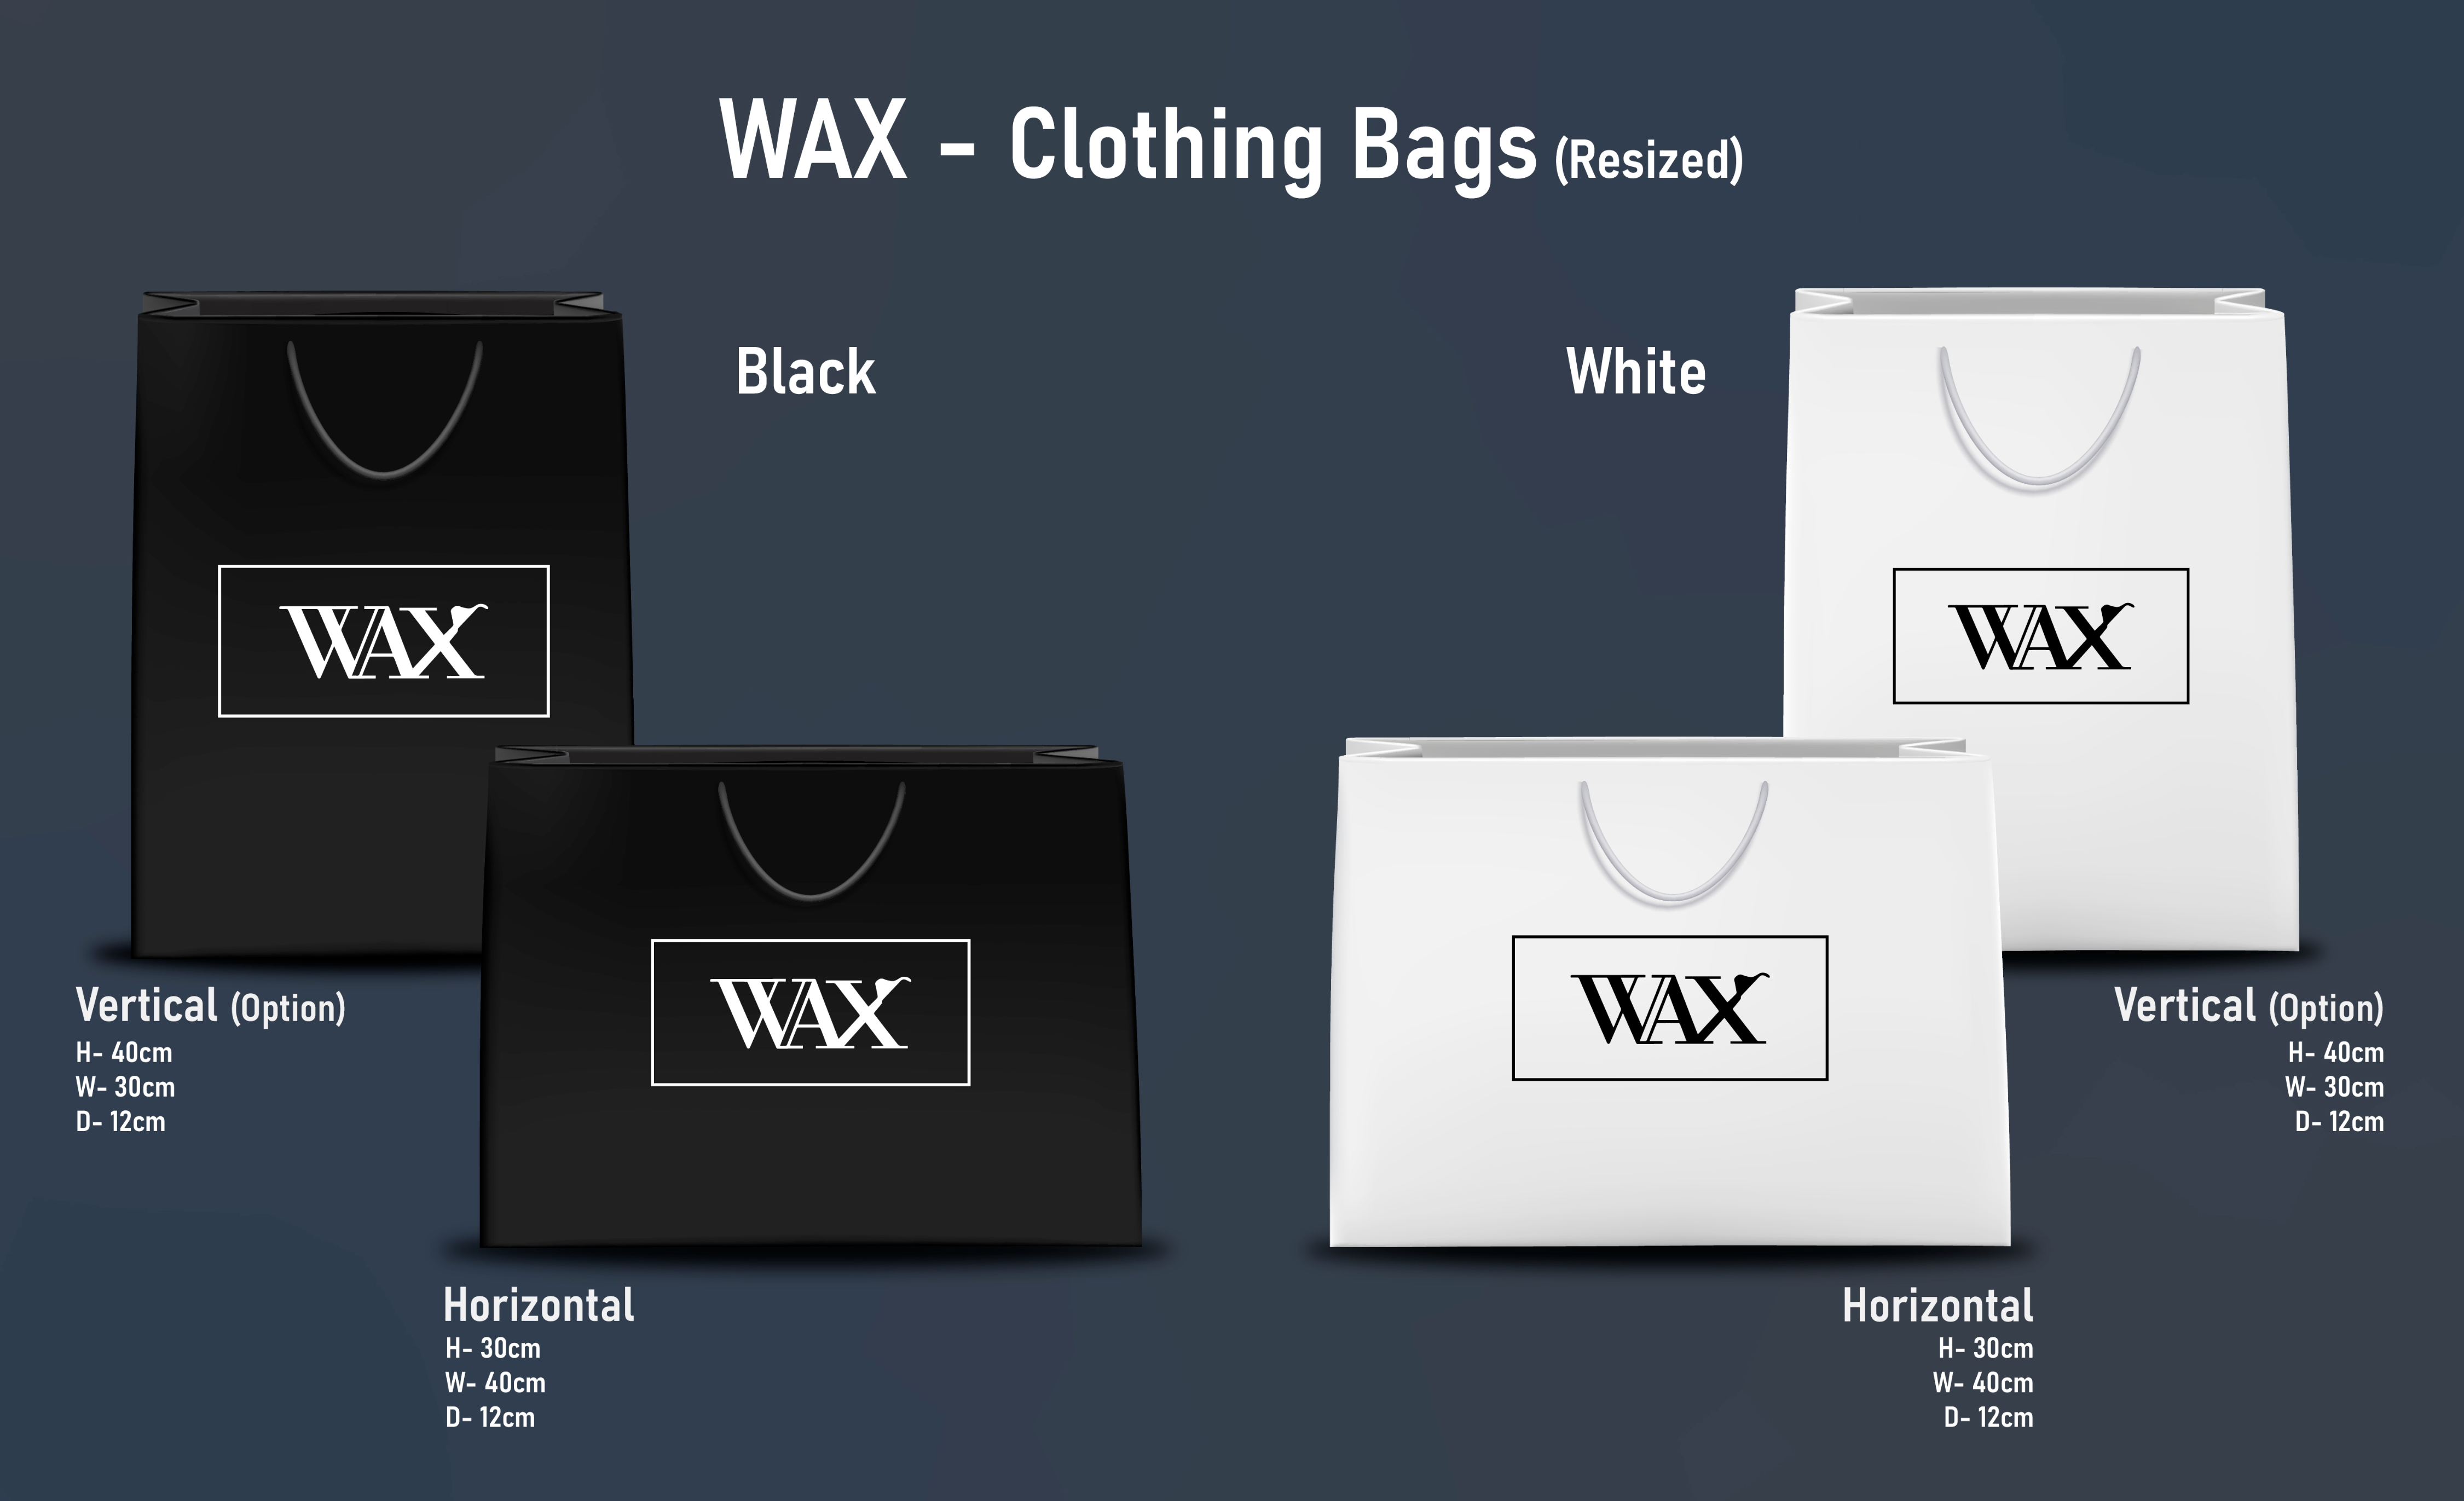 WAX - Clothing Bags (Resized)
Black
White
WAX
WAX
WAX
WAX
Vertical (Option)
H- 40cm
W- 30cm
D- 12cm
Vertical (Option)
H- 40cm
W- 30cm
D- 12cm
Horizontal
H- 30cm
W- 40cm
D- 12cm
Horizontal
H- 30cm
W- 40cm
D- 12cm